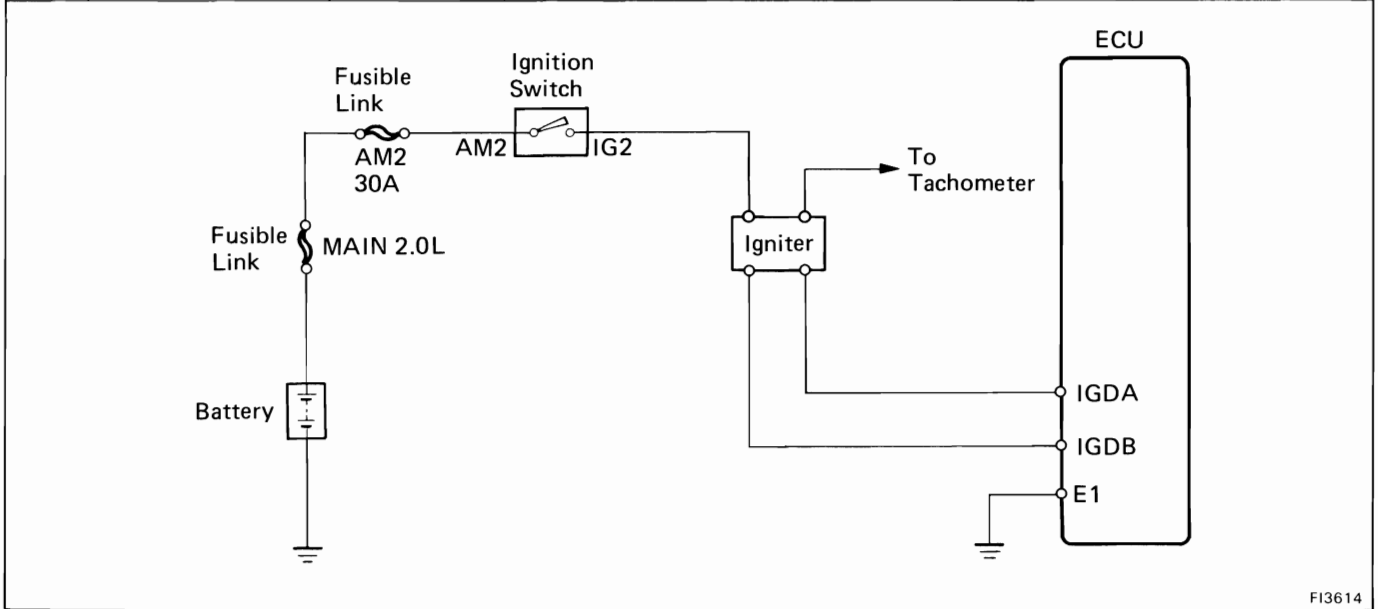 ECU
Ignition
Switch
Fusible
Link
AM2
30A
AM2
IG2
To
Tachometer
Igniter
Fusible
Link
MAIN 2.0L
Battery
IGDA
IGDB
E1
FI3614